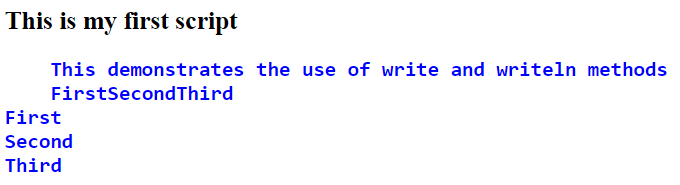 This is my first script
This demonstrates the use of write and writeln methods
FirstSecondThird
First
Second
Third